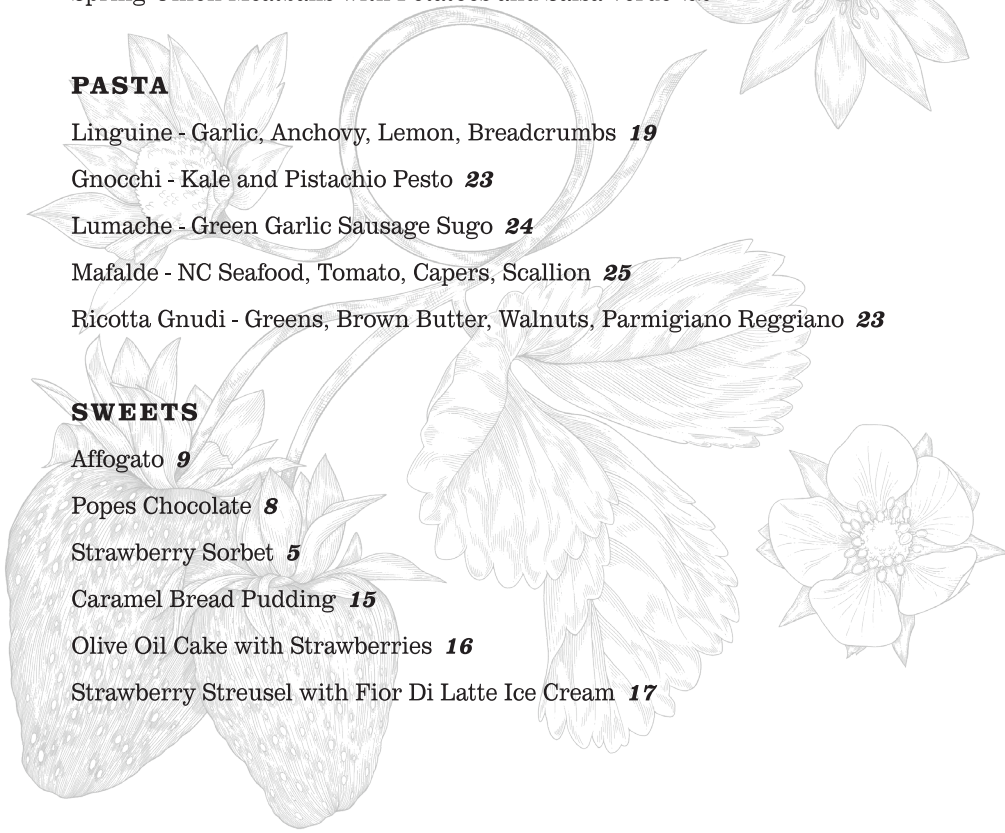 PASTA
Linguine - Garlic, Anchovy, Lemon, Breadcrumbs 19
Gnocchi - Kale and Pistachio Pesto 23
Lumache - Green Garlic Sausage Sugo 24
Mafalde - NC Seafood, Tomato, Capers, Scallion 25
Ricotta Gnudi - Greens, Brown Butter, Walnuts, Parmigiano Reggiano 23
SWEETS
Affogato 9
Popes Chocolate 8
Strawberry Sorbet 5
Caramel Bread Pudding 15
Olive Oil Cake with Strawberries 16
Strawberry Streusel with Fior Di Latte Ice Cream 17